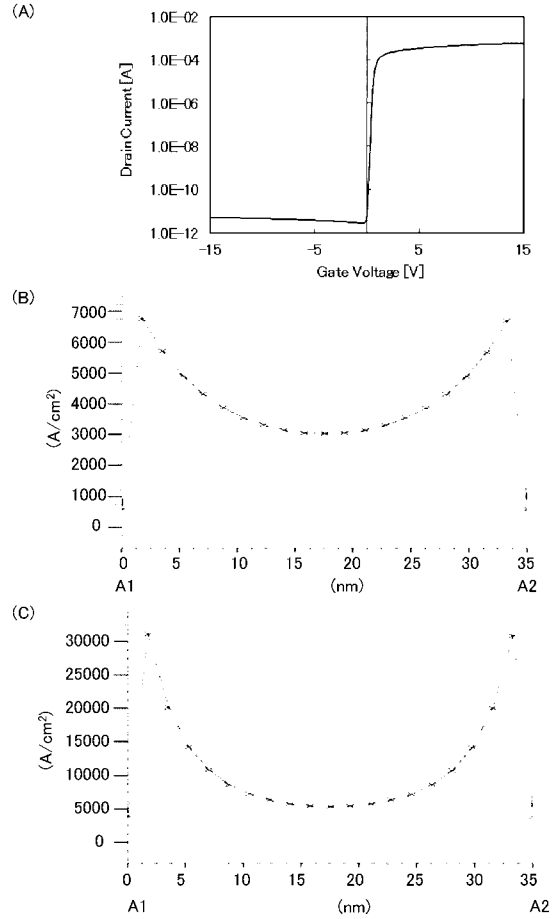 (A)
Drain Current [A]
1.0E-02
1.0E-04
1.0E-06
1.0E-08
1.0E-10
1.0E-12
-15 -5 5 15
Gate Voltage [V]
(B)
(A/cm²)
7000
6000
5000
4000
3000
2000
1000
0
0 5 10 15 20 25 30 35
A1 (nm) A2
(C)
(A/cm²)
30000
25000
20000
15000
10000
5000
0
0 5 10 15 20 25 30 35
A1 (nm) A2